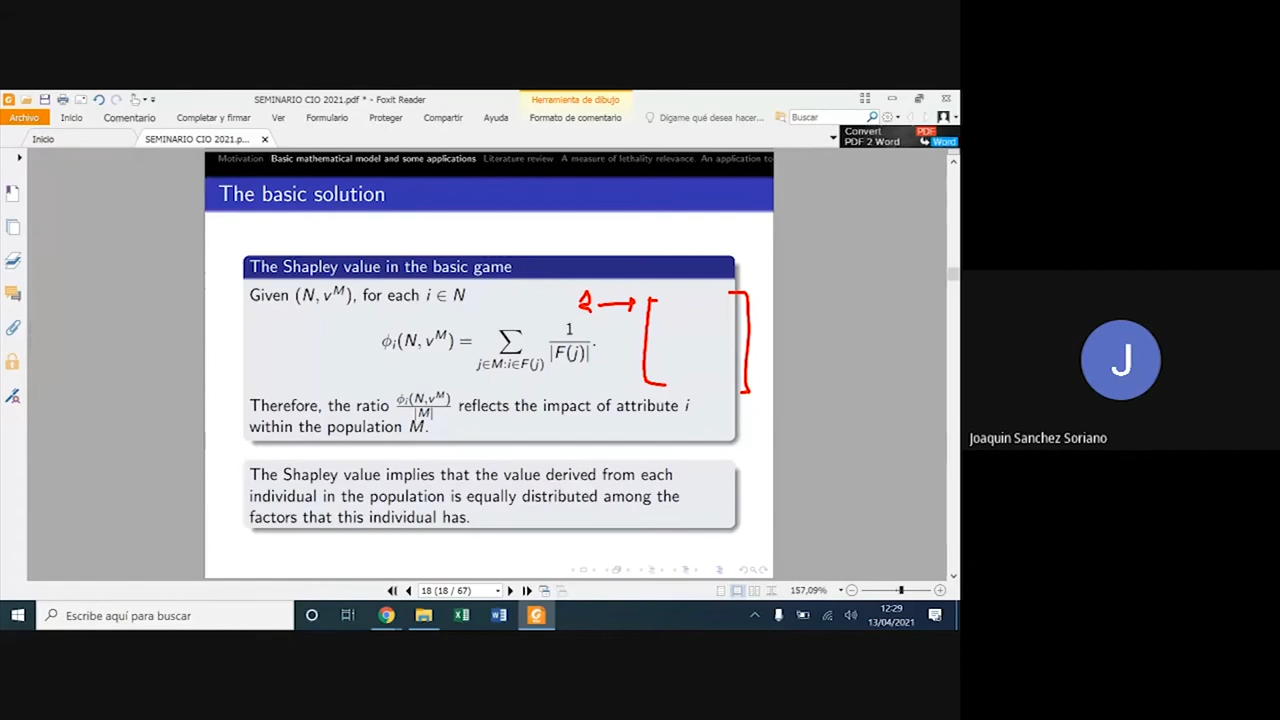 SEMINARIO CIO 2021.pdf * - Foxit Reader
Herramienta de dibujo
Archivo Inicio Comentario Completar y firmar Ver Formulario Proteger Compartir Ayuda Formato de comentario Dígame qué desea hacer... Buscar
Inicio SEMINARIO CIO 2021.pdf...
Convert PDF
PDF 2 Word Word
Motivation Basic mathematical model and some applications Literature review A measure of lethality relevance. An application to
The basic solution
The Shapley value in the basic game
Given (N, v^M), for each i ∈ N
ϕ_i(N, v^M) = ∑_{j∈M:i∈F(j)} 1/|F(j)|.
Therefore, the ratio ϕ_i(N,v^M)/|M| reflects the impact of attribute i
within the population M.
The Shapley value implies that the value derived from each
individual in the population is equally distributed among the
factors that this individual has.
18 (18 / 67)
157,09%
Escribe aquí para buscar
12:29
13/04/2021
J
Joaquin Sanchez Soriano